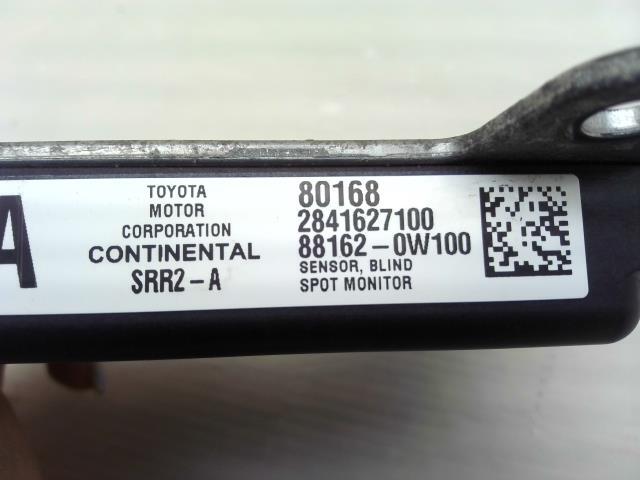 A
TOYOTA
MOTOR
CORPORATION
CONTINENTAL
SRR2-A
80168
2841627100
88162-0W100
SENSOR, BLIND
SPOT MONITOR